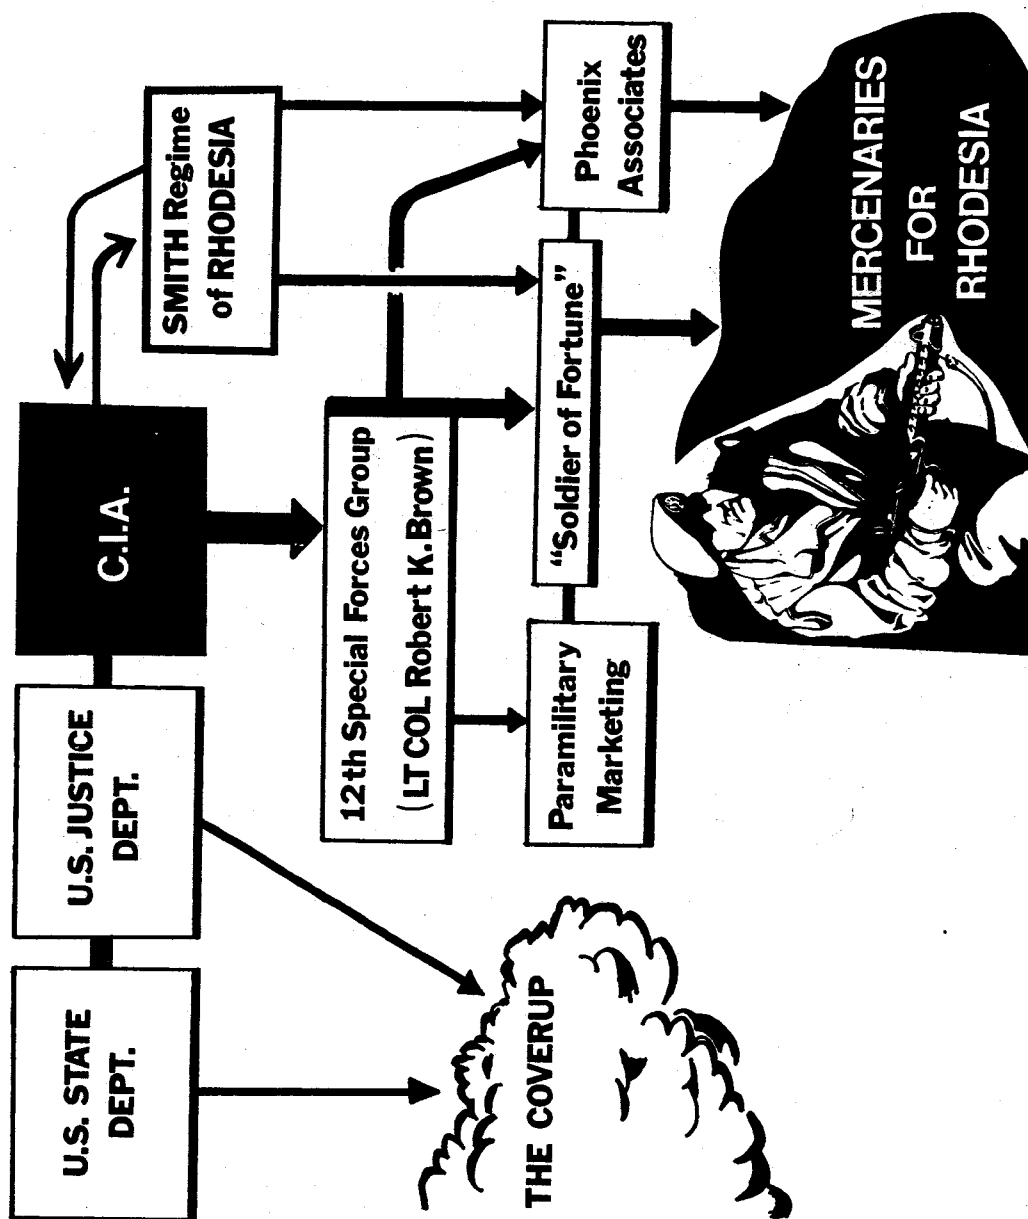 U.S. STATE
DEPT.
U.S. JUSTICE
DEPT.
C.I.A.
SMITH Regime
of RHODESIA
12th Special Forces Group
(LT COL Robert K. Brown)
Paramilitary
Marketing
“Soldier of Fortune”
Phoenix
Associates
THE COVERUP
MERCENARIES
FOR
RHODESIA